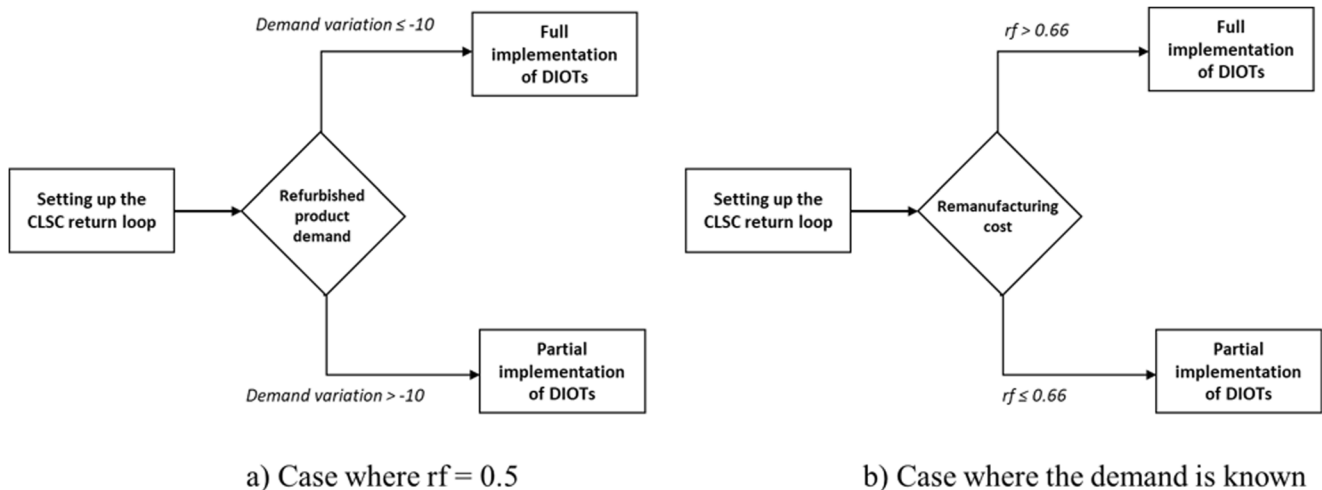 Demand variation ≤ -10
Full
implementation
of DIOTs
Setting up the
CLSC return loop
Refurbished
product
demand
Demand variation > -10
Partial
implementation
of DIOTs
a) Case where rf = 0.5
rf > 0.66
Full
implementation
of DIOTs
Setting up the
CLSC return loop
Remanufacturing
cost
rf ≤ 0.66
Partial
implementation
of DIOTs
b) Case where the demand is known